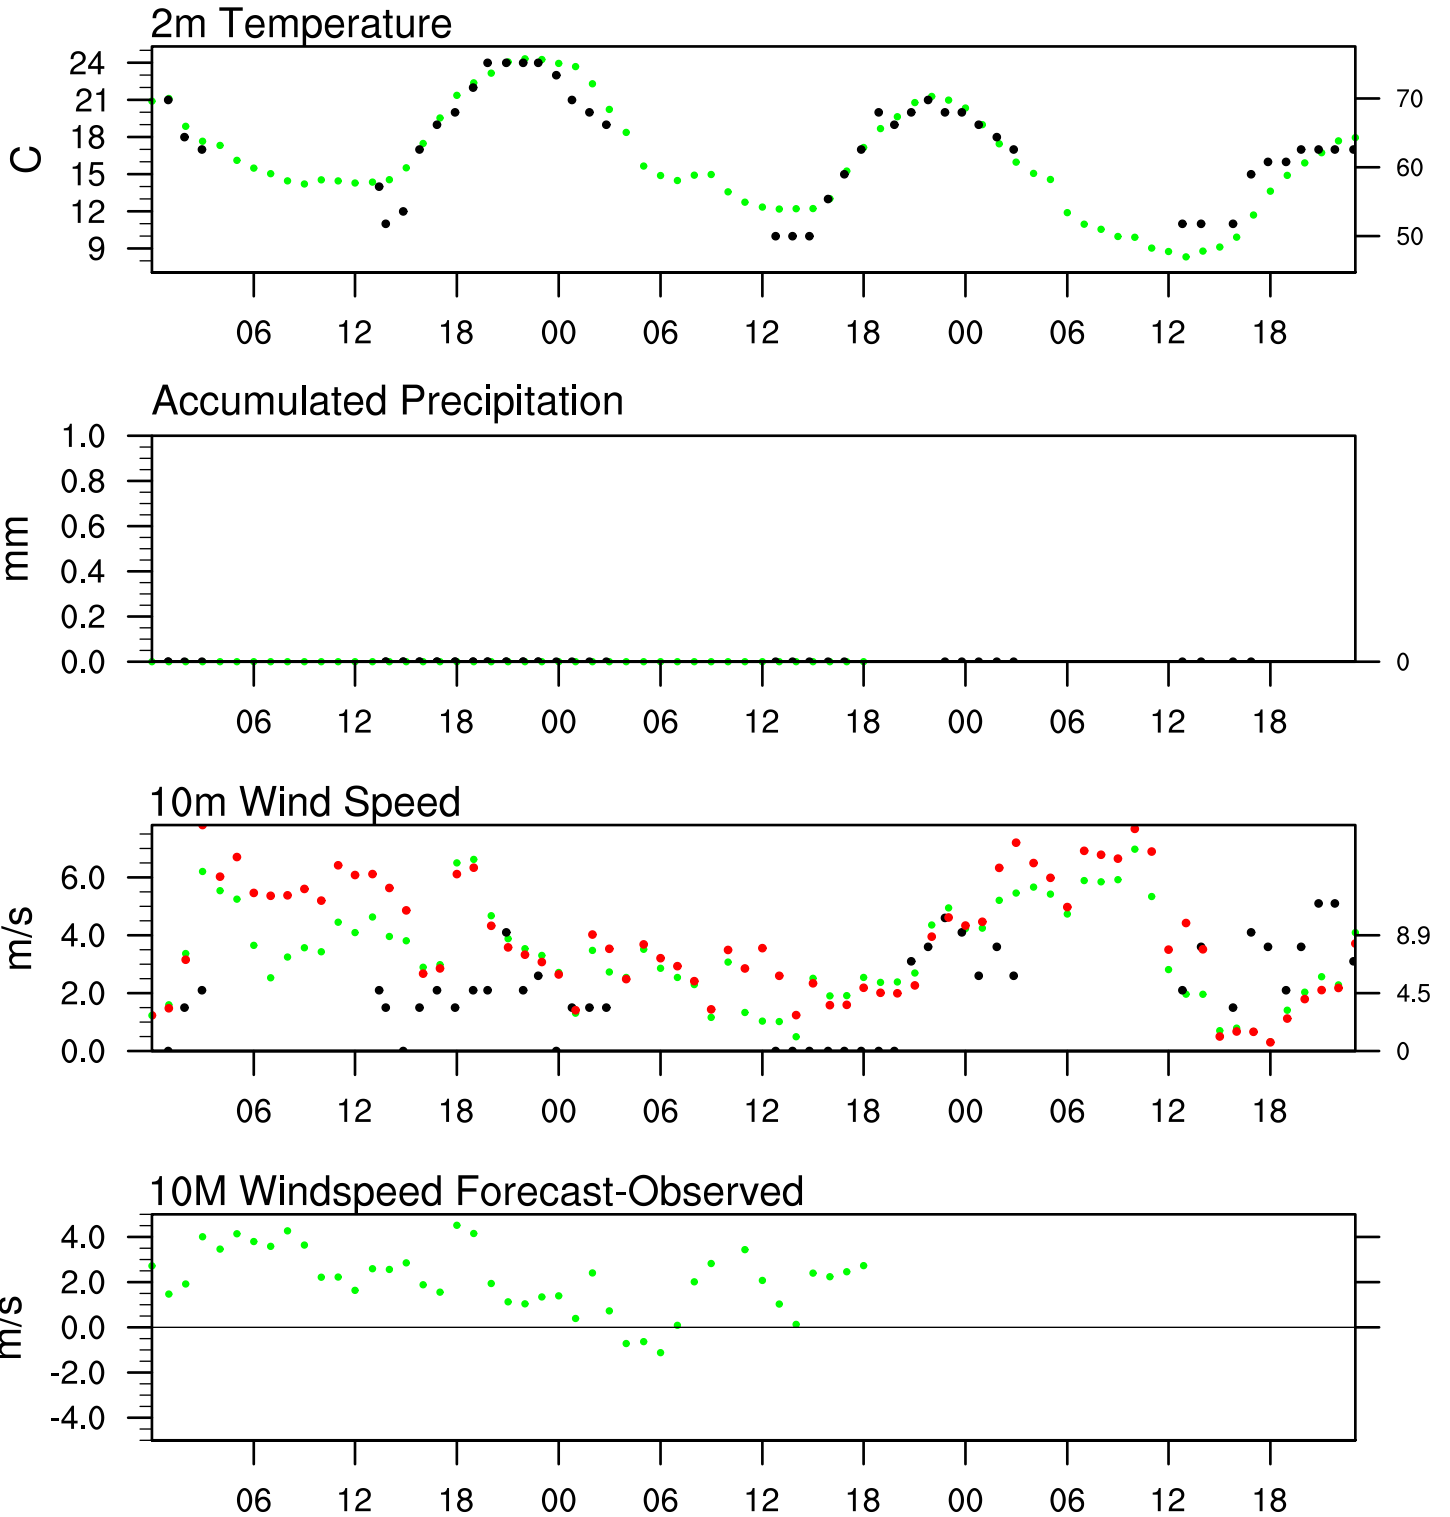 2m Temperature
24
21
18
15
12
9
C
70
60
50
06 12 18 00 06 12 18 00 06 12 18
Accumulated Precipitation
1.0
0.8
0.6
0.4
0.2
0.0
mm
0
06 12 18 00 06 12 18 00 06 12 18
10m Wind Speed
6.0
4.0
2.0
0.0
m/s
8.9
4.5
0
06 12 18 00 06 12 18 00 06 12 18
10M Windspeed Forecast-Observed
4.0
2.0
0.0
-2.0
-4.0
m/s
06 12 18 00 06 12 18 00 06 12 18